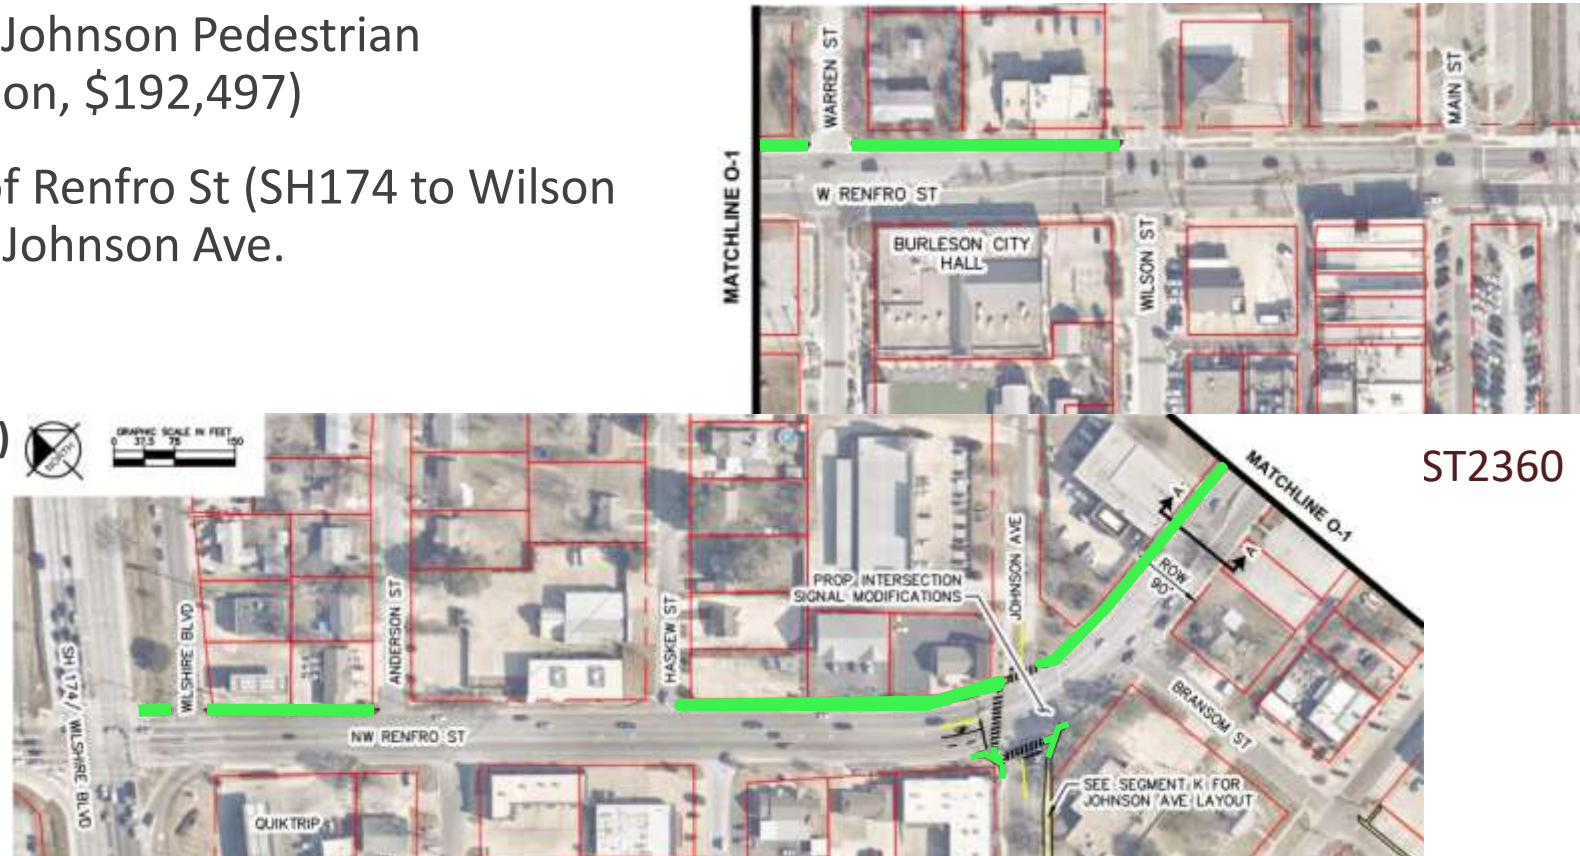 Johnson Pedestrian
on, $192,497)
of Renfro St (SH174 to Wilson
Johnson Ave.
)
WARREN ST
MAIN ST
MATCHLINE O-1
W RENFRO ST
BURLESON CITY
HALL
WILSON ST
NORTH
GRAPHIC SCALE IN FEET
0 37.5 75 150
ST2360
MATCHLINE O-1
A
A
ROW
90'
PROP. INTERSECTION
SIGNAL MODIFICATIONS
JOHNSON AVE
WILSHIRE BLVD
ANDERSON ST
HASKEW ST
SH 174 / WILSHIRE BLVD
NW RENFRO ST
BRANSOM ST
SEE SEGMENT K FOR
JOHNSON AVE LAYOUT
QUIKTRIP